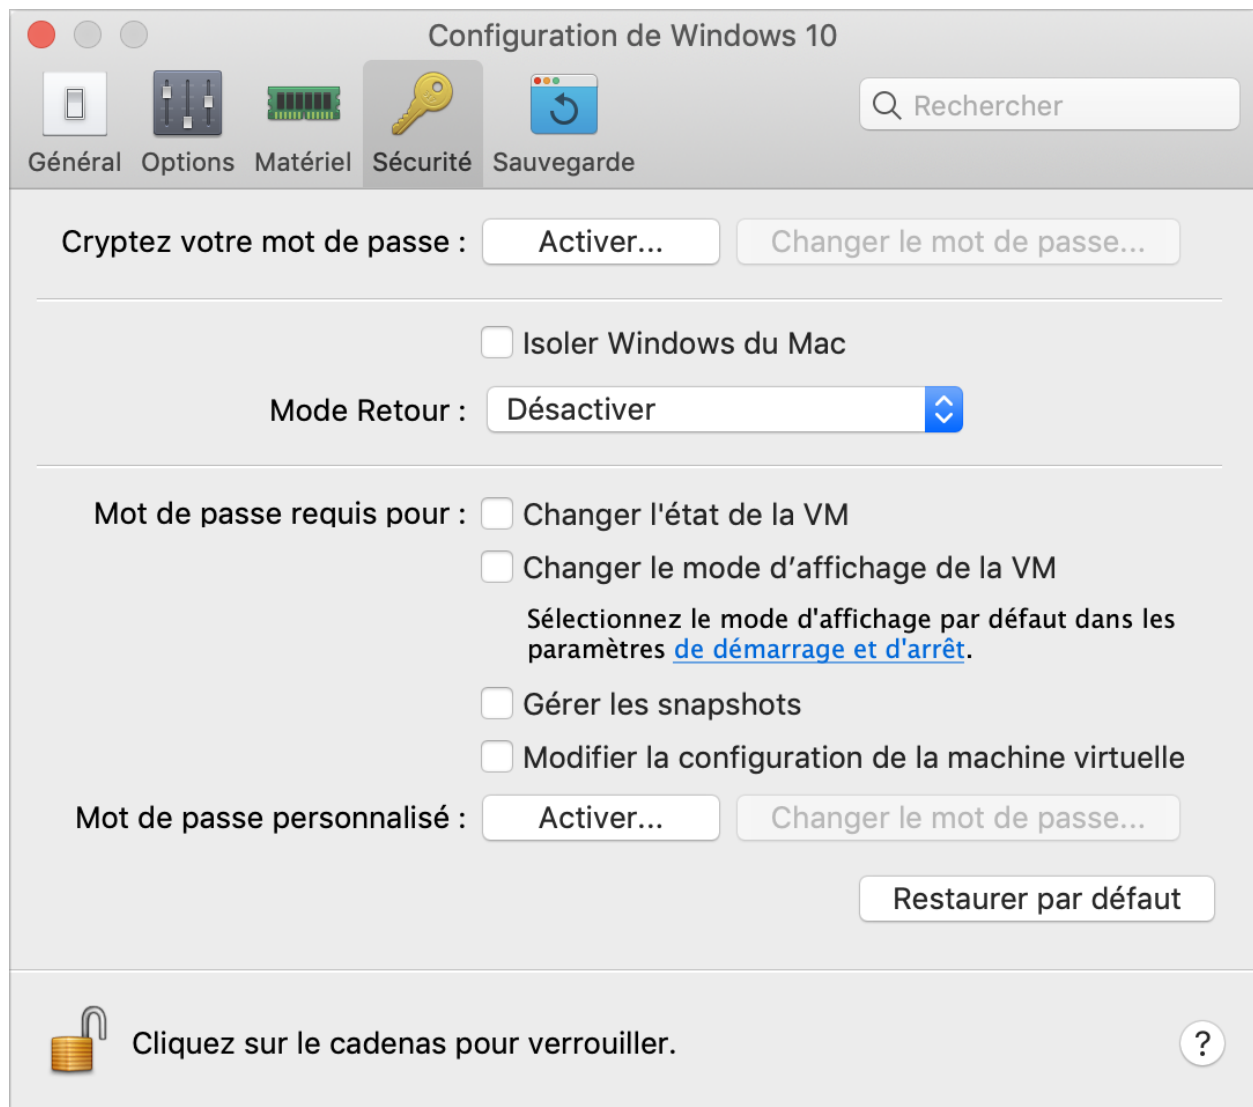 Configuration de Windows 10
Rechercher
Général Options Matériel Sécurité Sauvegarde
Cryptez votre mot de passe : Activer... Changer le mot de passe...
Isoler Windows du Mac
Mode Retour : Désactiver
Mot de passe requis pour : Changer l'état de la VM
Changer le mode d’affichage de la VM
Sélectionnez le mode d'affichage par défaut dans les
paramètres de démarrage et d'arrêt.
Gérer les snapshots
Modifier la configuration de la machine virtuelle
Mot de passe personnalisé : Activer... Changer le mot de passe...
Restaurer par défaut
Cliquez sur le cadenas pour verrouiller. ?